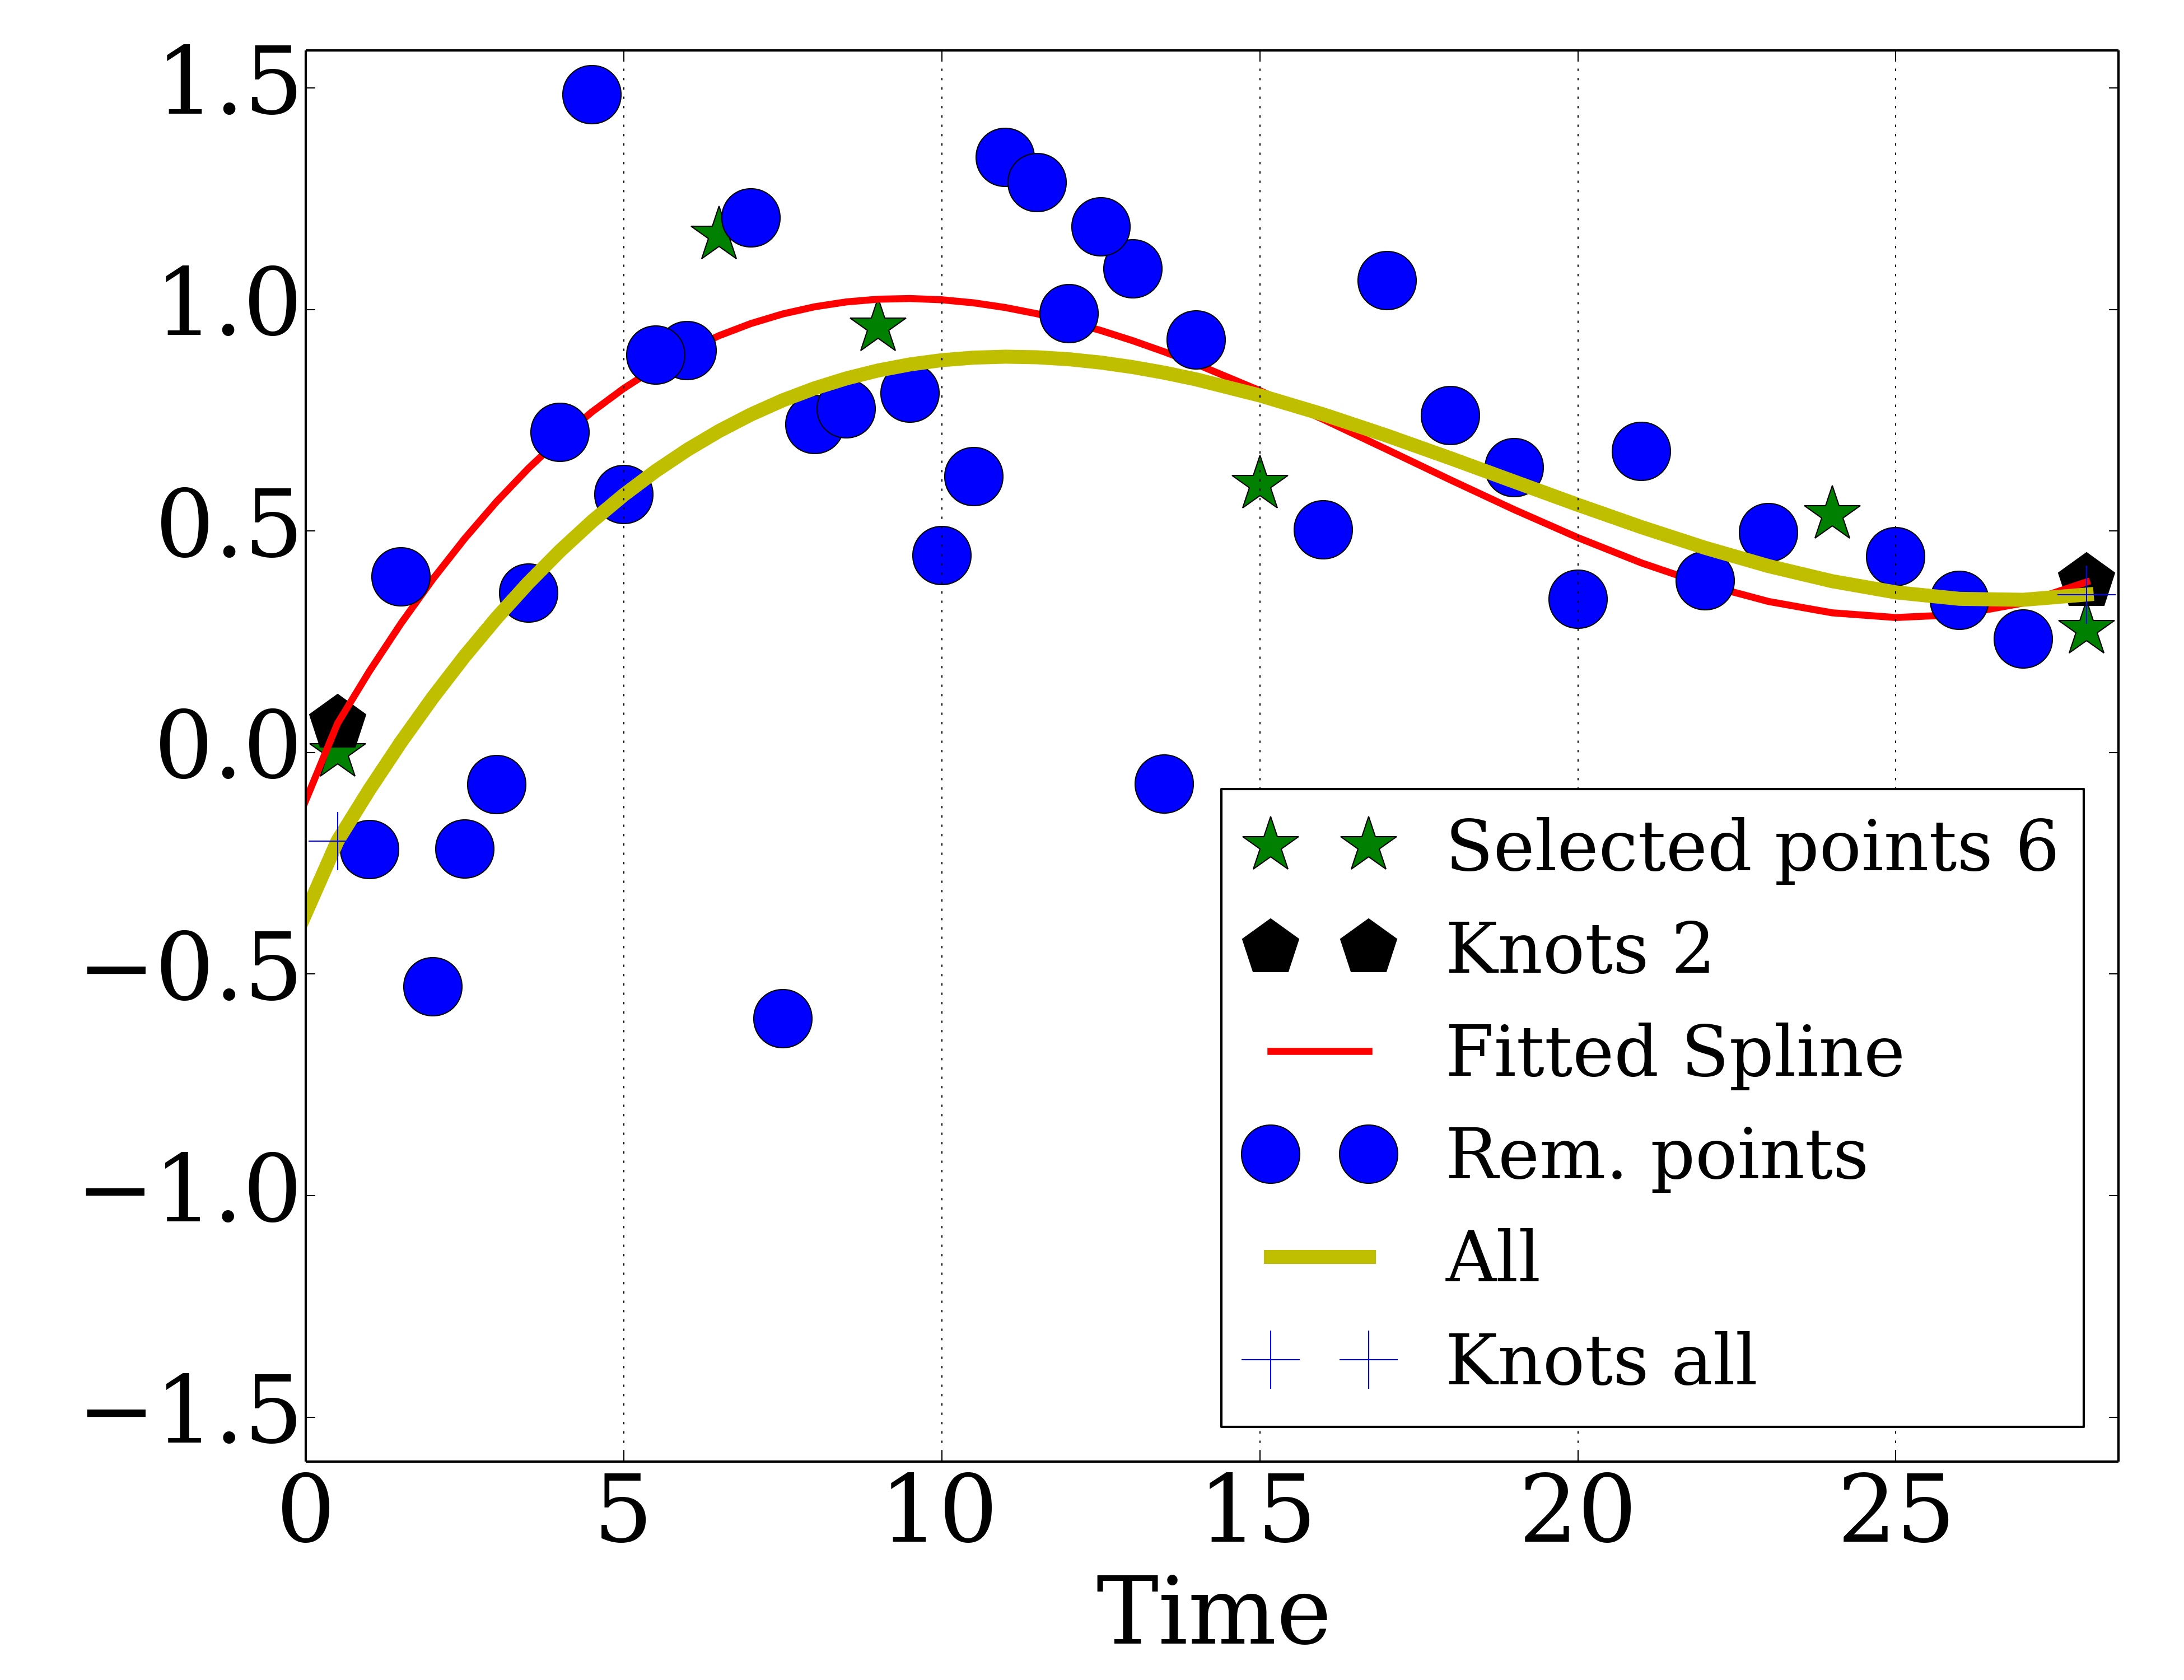 1.5
1.0
0.5
0.0
−0.5
−1.0
−1.5
0 5 10 15 20 25
Time
Selected points 6
Knots 2
Fitted Spline
Rem. points
All
Knots all